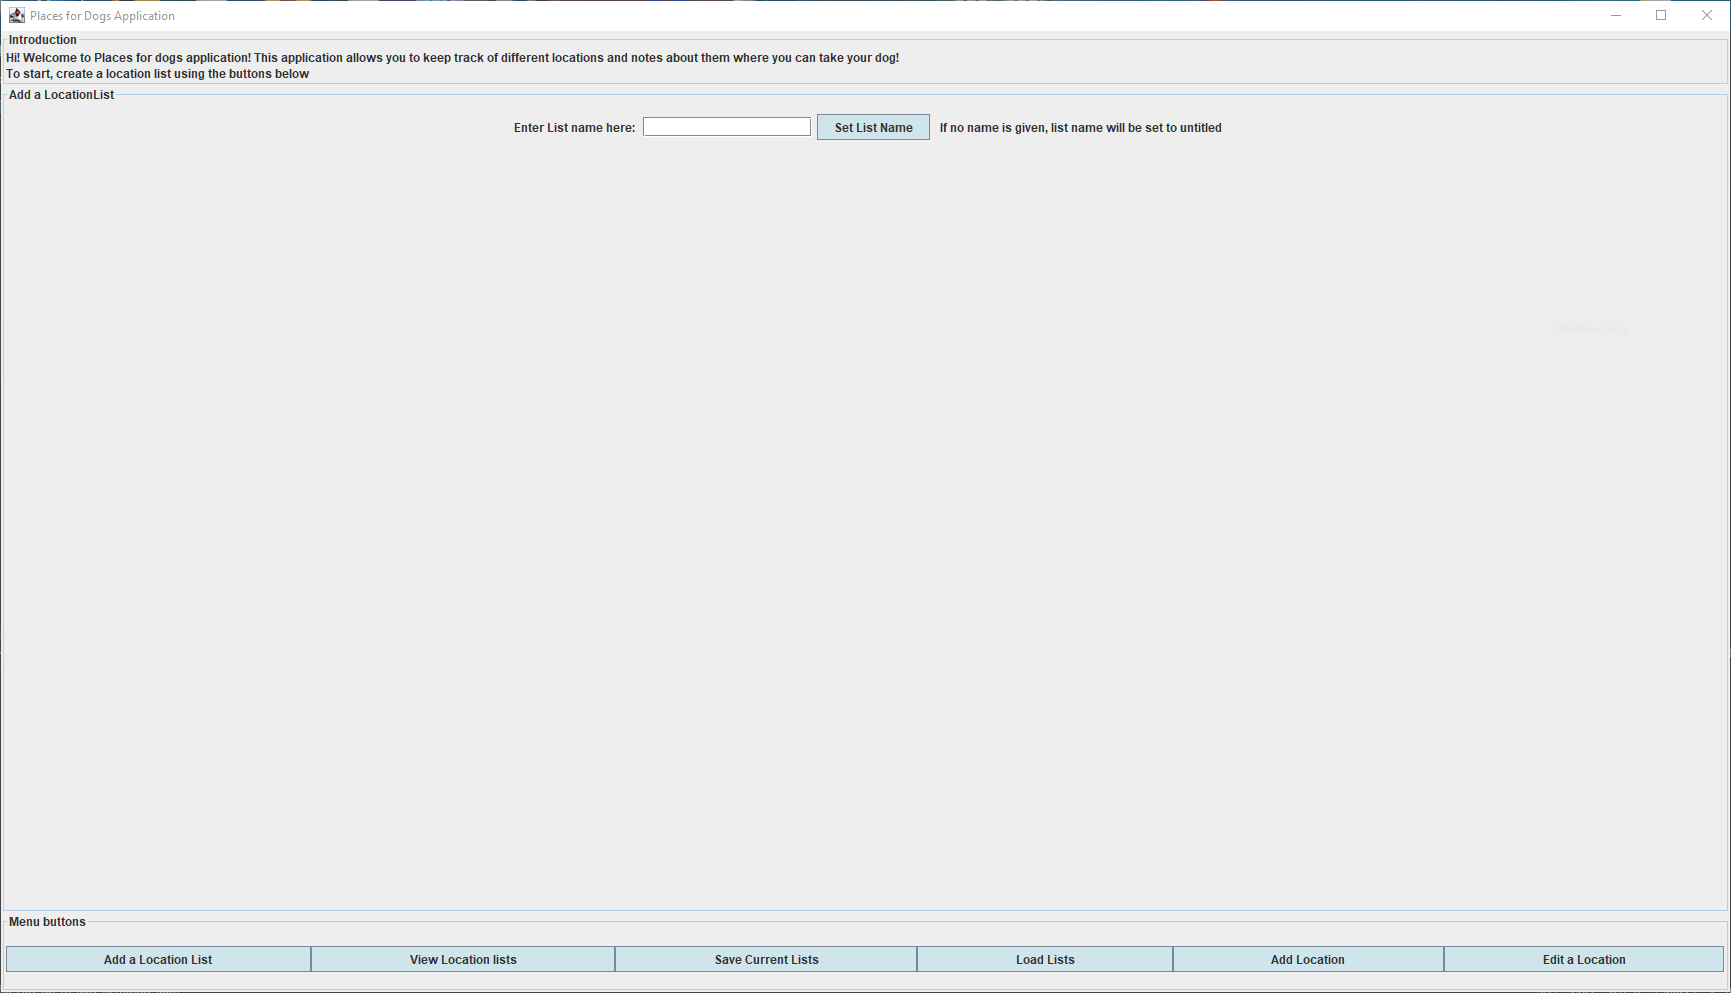 Places for Dogs Application
Introduction
Hi! Welcome to Places for dogs application! This application allows you to keep track of different locations and notes about them where you can take your dog!
To start, create a location list using the buttons below
Add a LocationList
Enter List name here: Set List Name If no name is given, list name will be set to untitled
Window Snip
Menu buttons
Add a Location List View Location lists Save Current Lists Load Lists Add Location Edit a Location